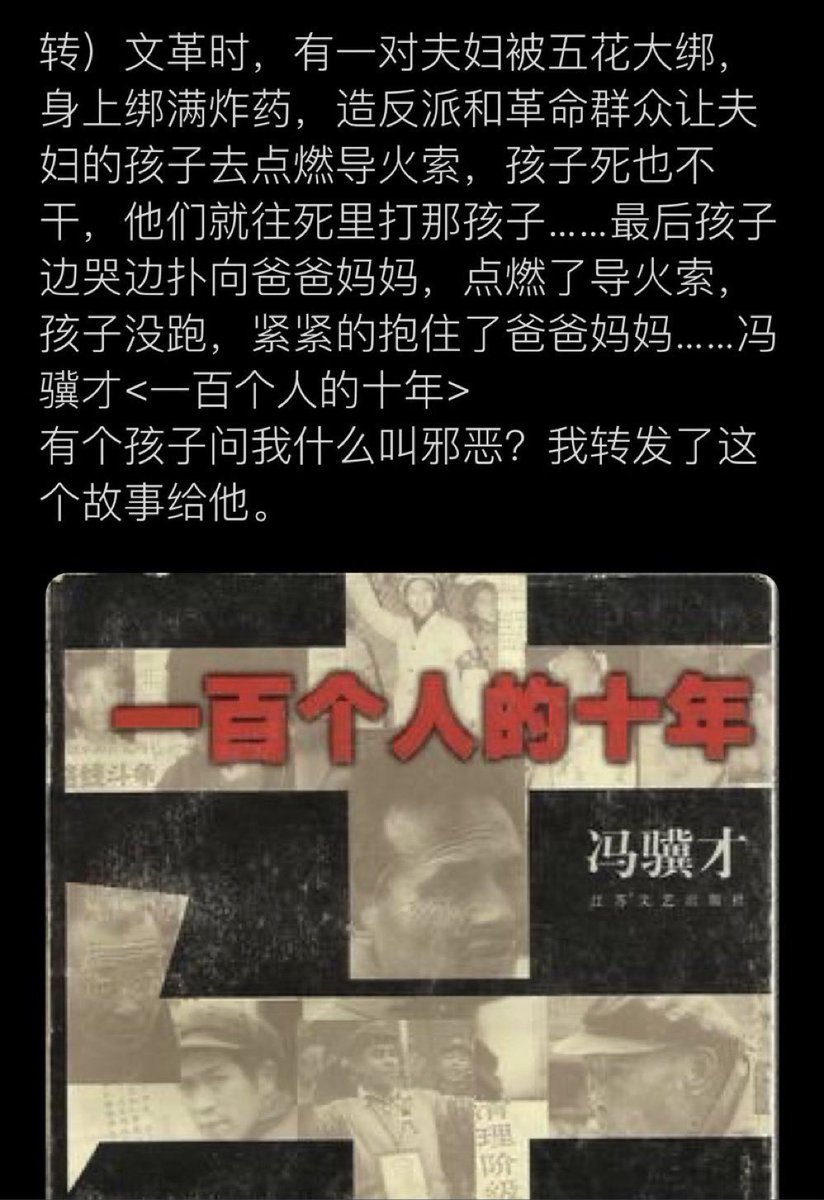 转）文革时，有一对夫妇被五花大绑，
身上绑满炸药，造反派和革命群众让夫
妇的孩子去点燃导火索，孩子死也不
干，他们就往死里打那孩子……最后孩子
边哭边扑向爸爸妈妈，点燃了导火索，
孩子没跑，紧紧的抱住了爸爸妈妈……冯
骥才<一百个人的十年>
有个孩子问我什么叫邪恶？我转发了这
个故事给他。
一百个人的十年
冯骥才
江苏文艺出版社
清理阶级